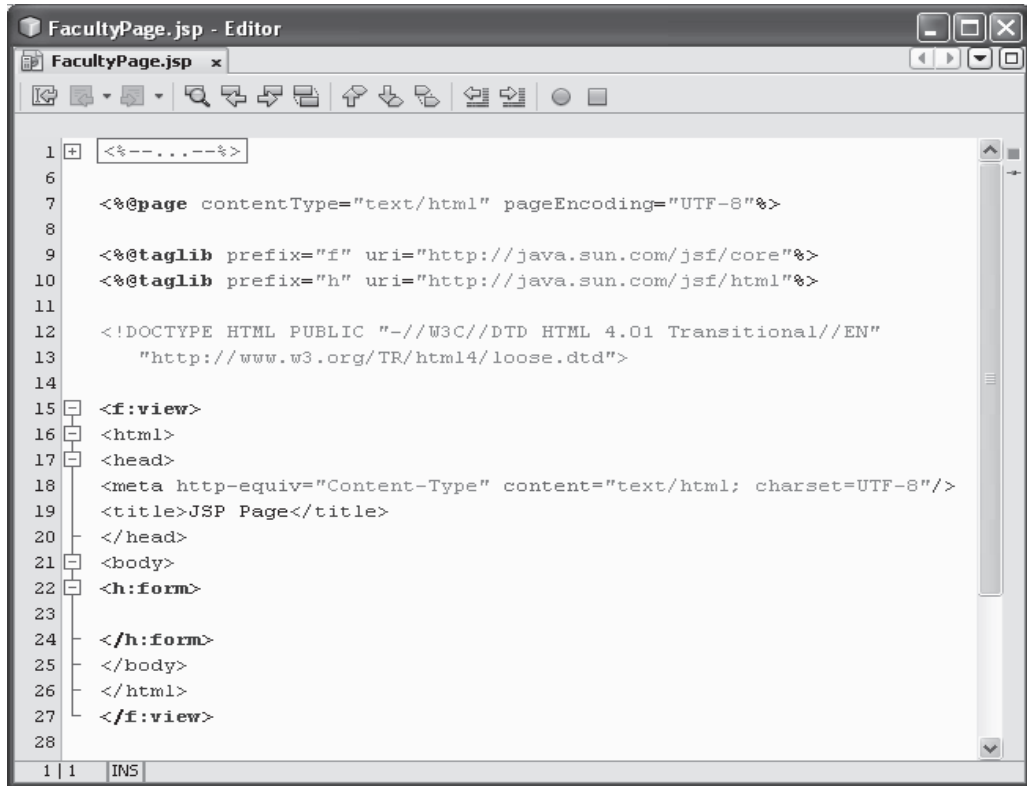 FacultyPage.jsp - Editor
FacultyPage.jsp x
1 <%--...--%>
6
7 <%@page contentType="text/html" pageEncoding="UTF-8"%>
8
9 <%@taglib prefix="f" uri="http://java.sun.com/jsf/core"%>
10 <%@taglib prefix="h" uri="http://java.sun.com/jsf/html"%>
11
12 <!DOCTYPE HTML PUBLIC "-//W3C//DTD HTML 4.01 Transitional//EN"
13 "http://www.w3.org/TR/html4/loose.dtd">
14
15 <f:view>
16 <html>
17 <head>
18 <meta http-equiv="Content-Type" content="text/html; charset=UTF-8"/>
19 <title>JSP Page</title>
20 </head>
21 <body>
22 <h:form>
23
24 </h:form>
25 </body>
26 </html>
27 </f:view>
28
1 | 1 INS